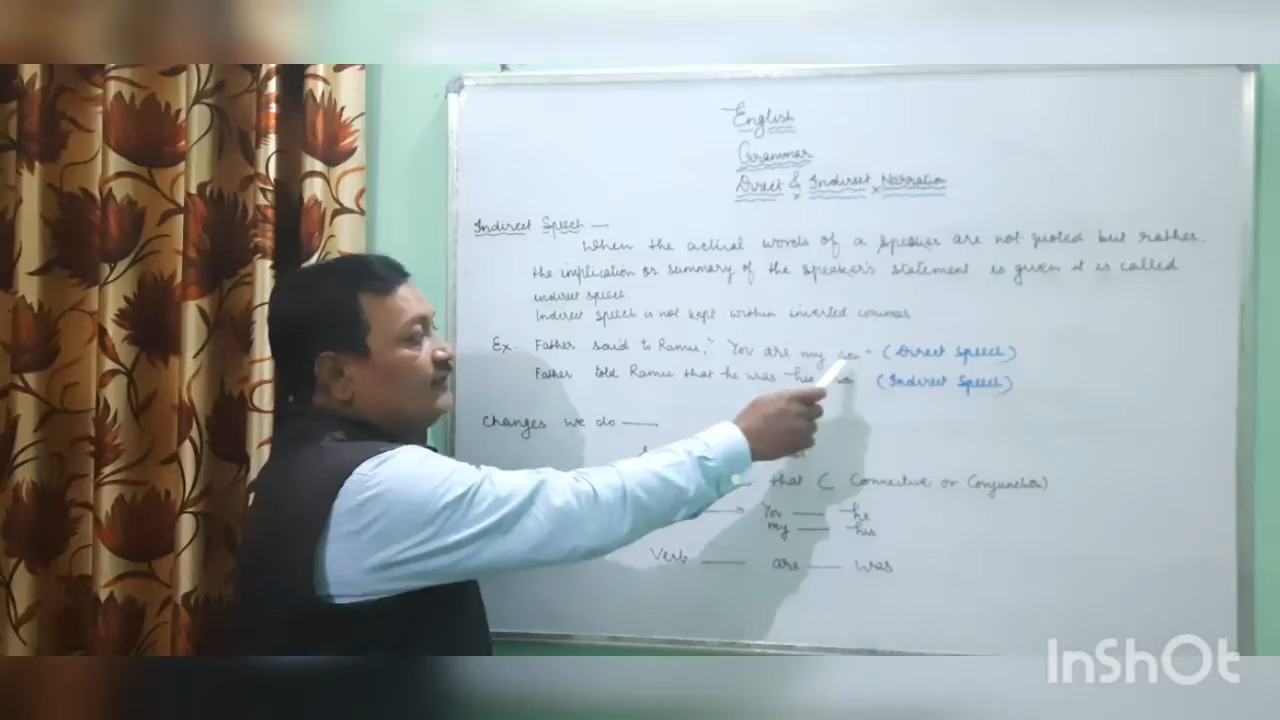 English
Grammar
Direct & Indirect Narration
Indirect Speech —
When the actual words of a speaker are not quoted but rather
the implication or summary of the speaker's statement is given it is called
indirect speech.
Indirect speech is not kept within inverted commas
Ex. Father said to Ramu, " You are my son " (Direct Speech)
Father told Ramu that he was his (Indirect Speech)
Changes we do —
that ( Connective or Conjunction)
You — he
my — his
Verb — are — was
InShOt